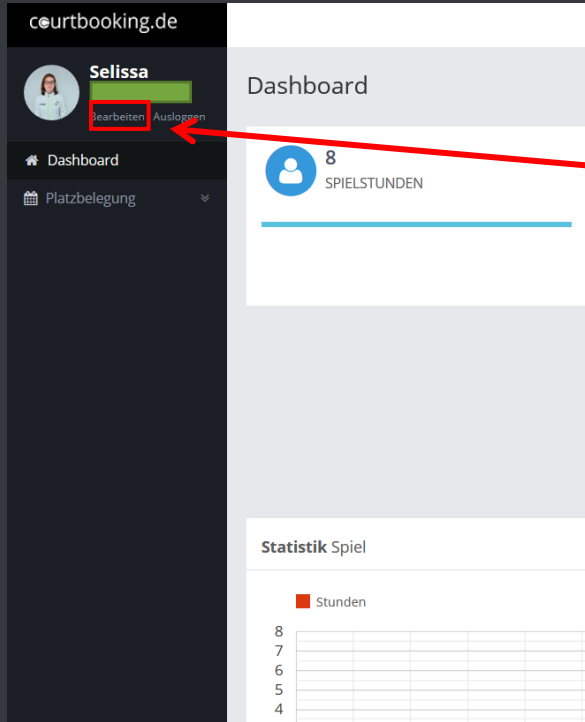 courtbooking.de
Selissa
Bearbeiten Ausloggen
Dashboard
Platzbelegung
Dashboard
8
SPIELSTUNDEN
Statistik Spiel
Stunden
8
7
6
5
4